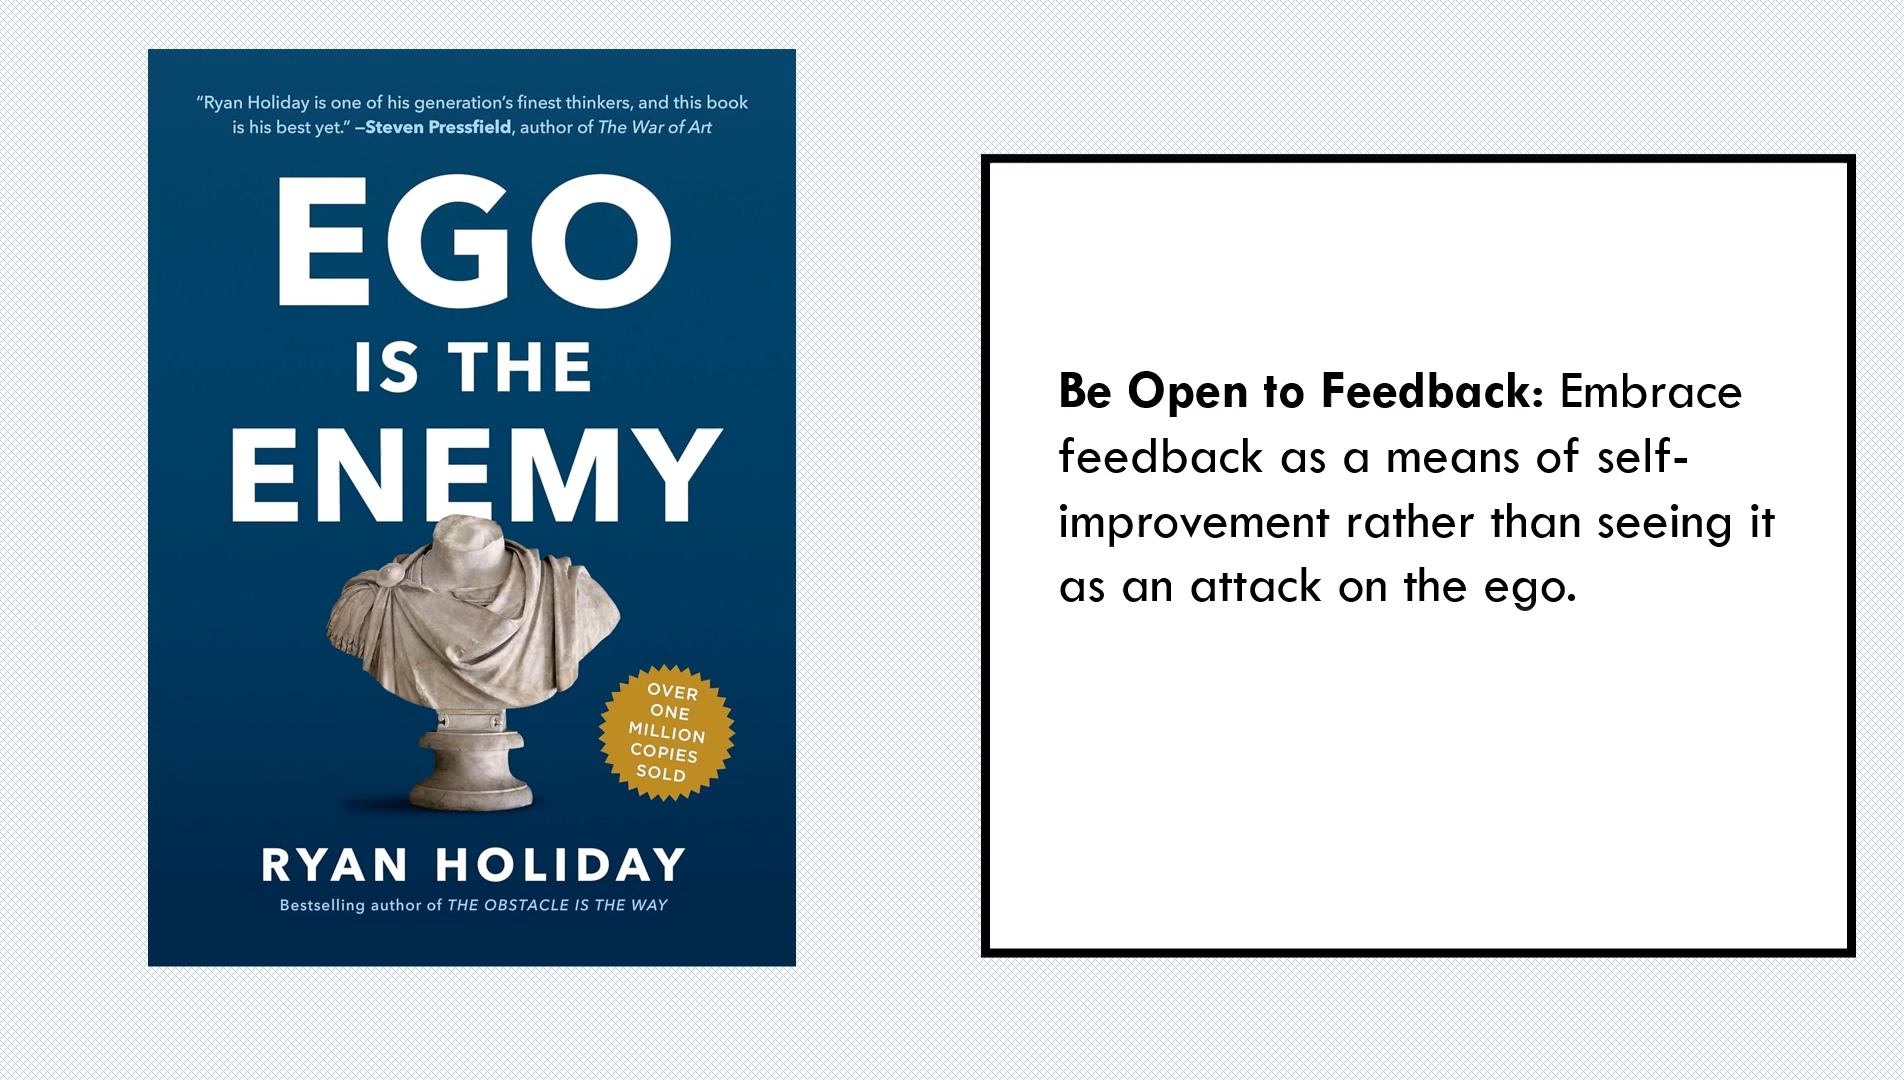 “Ryan Holiday is one of his generation’s finest thinkers, and this book
is his best yet.” —Steven Pressfield, author of The War of Art
EGO
IS THE
ENEMY
OVER
ONE
MILLION
COPIES
SOLD
RYAN HOLIDAY
Bestselling author of THE OBSTACLE IS THE WAY
Be Open to Feedback: Embrace
feedback as a means of self-
improvement rather than seeing it
as an attack on the ego.